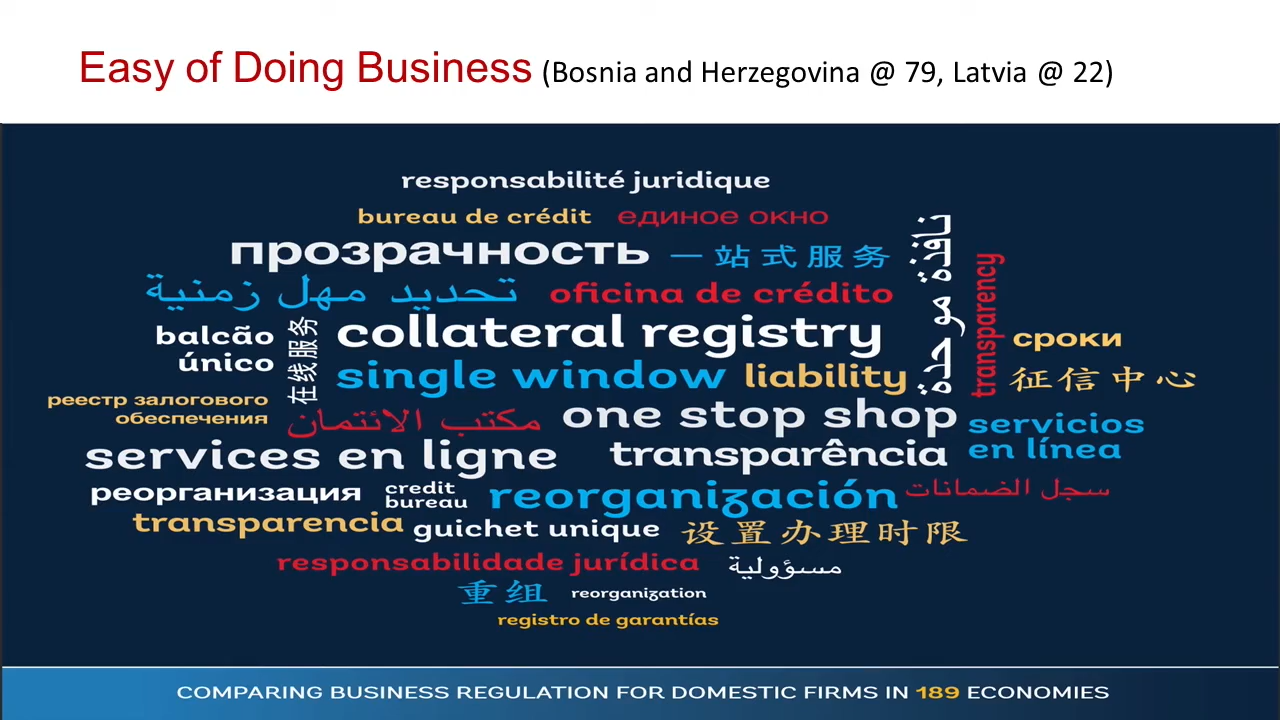 Easy of Doing Business (Bosnia and Herzegovina @ 79, Latvia @ 22)
responsabilité juridique
bureau de crédit
единое окно
прозрачность
一站式服务
نافذة موحدة
transparency
تحديد مهل زمنية
oficina de crédito
balcão
único
在线服务
collateral registry
сроки
single window
liability
征信中心
реестр залогового
обеспечения
مكتب الائتمان
one stop shop
servicios
en línea
services en ligne
transparência
реорганизация
credit
bureau
reorganización
سجل الضمانات
transparencia
guichet unique
设置办理时限
responsabilidade jurídica
مسؤولية
重组
reorganization
registro de garantías
COMPARING BUSINESS REGULATION FOR DOMESTIC FIRMS IN 189 ECONOMIES